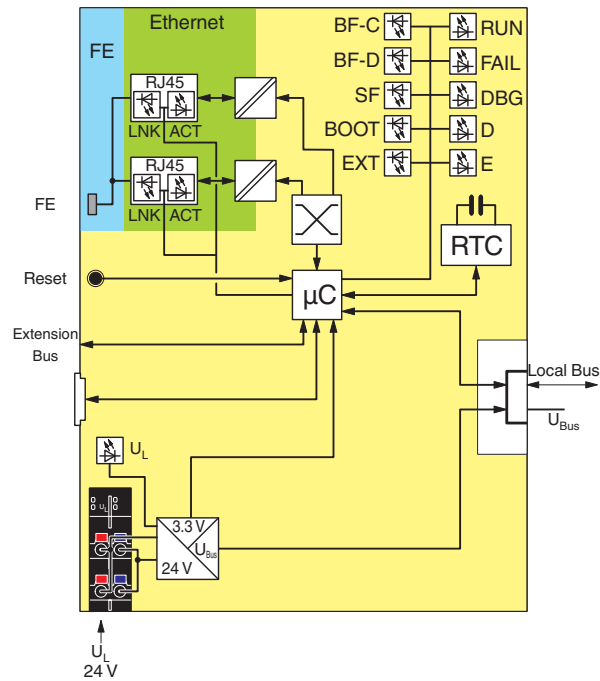 Ethernet
FE
RJ45
LNK ACT
RJ45
LNK ACT
BF-C
RUN
BF-D
FAIL
SF
DBG
BOOT
D
EXT
E
FE
RTC
Reset
µC
Extension
Bus
Local Bus
UBus
UL
UL
3.3 V
UBus
24 V
UL
24 V